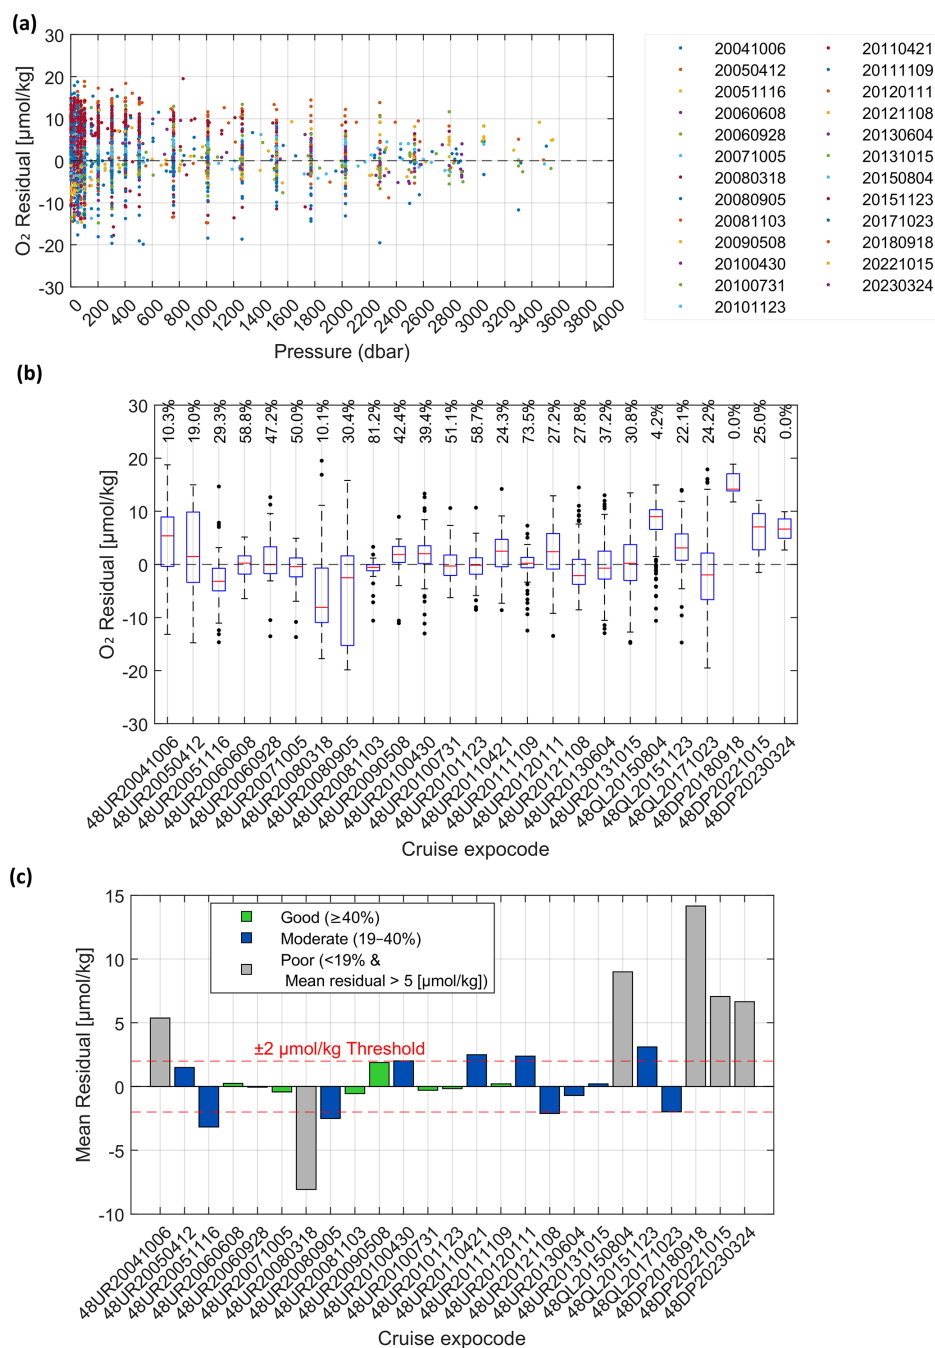 (a)
30
20
10
0
-10
-20
-30
O₂ Residual [µmol/kg]
0 200 400 600 800 1000 1200 1400 1600 1800 2000 2200 2400 2600 2800 3000 3200 3400 3600 3800 4000
Pressure (dbar)
20041006
20050412
20051116
20060608
20060928
20071005
20080318
20080905
20081103
20090508
20100430
20100731
20101123
20110421
20111109
20120111
20121108
20130604
20131015
20150804
20151123
20171023
20180918
20221015
20230324
(b)
30
20
10
0
-10
-20
-30
O₂ Residual [µmol/kg]
10.3% 19.0% 29.3% 58.8% 47.2% 50.0% 10.1% 30.4% 81.2% 42.4% 39.4% 51.1% 58.7% 24.3% 73.5% 27.2% 27.8% 37.2% 30.8% 4.2% 22.1% 24.2% 0.0% 25.0% 0.0%
48UR20041006
48UR20050412
48UR20051116
48UR20060608
48UR20060928
48UR20071005
48UR20080318
48UR20080905
48UR20081103
48UR20090508
48UR20100430
48UR20100731
48UR20101123
48UR20110421
48UR20111109
48UR20120111
48UR20121108
48UR20130604
48UR20131015
48QL20150804
48QL20151123
48QL20171023
48DP20180918
48DP20221015
48DP20230324
Cruise expocode
(c)
15
10
5
0
-5
-10
Mean Residual [µmol/kg]
Good (≥40%)
Moderate (19–40%)
Poor (<19% &
Mean residual > 5 [µmol/kg])
±2 µmol/kg Threshold
48UR20041006
48UR20050412
48UR20051116
48UR20060608
48UR20060928
48UR20071005
48UR20080318
48UR20080905
48UR20081103
48UR20090508
48UR20100430
48UR20100731
48UR20101123
48UR20110421
48UR20111109
48UR20120111
48UR20121108
48UR20130604
48UR20131015
48QL20150804
48QL20151123
48QL20171023
48DP20180918
48DP20221015
48DP20230324
Cruise expocode